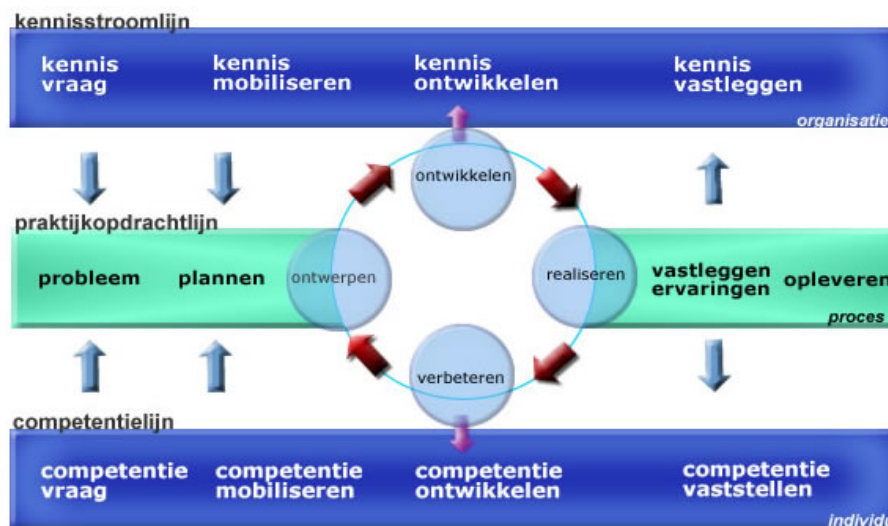 kennisstroomlijn
kennis vraag
kennis mobiliseren
kennis ontwikkelen
kennis vastleggen
organisatie
ontwikkelen
praktijkopdrachtlijn
probleem
plannen
ontwerpen
realiseren
vastleggen ervaringen
opleveren
proces
verbeteren
competentielijn
competentie vraag
competentie mobiliseren
competentie ontwikkelen
competentie vaststellen
individ